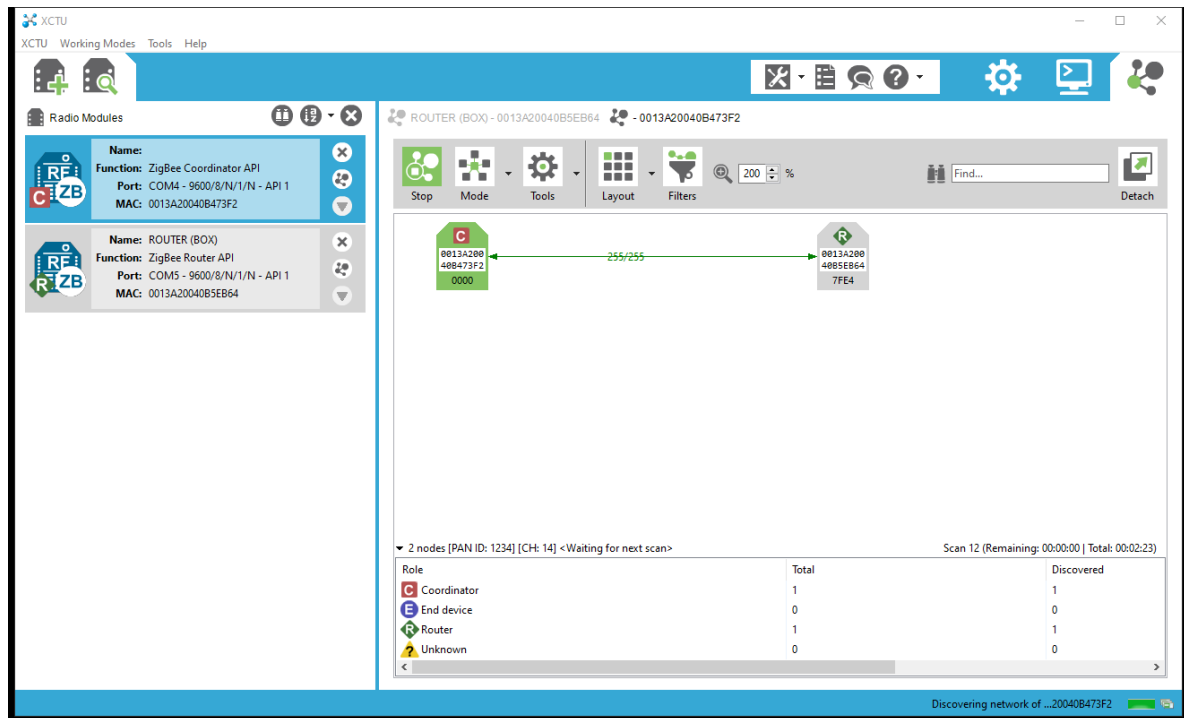 XCTU
XCTU Working Modes Tools Help
Radio Modules
ROUTER (BOX) - 0013A20040B5EB64 - 0013A20040B473F2
Name:
Function: ZigBee Coordinator API
Port: COM4 - 9600/8/N/1/N - API 1
MAC: 0013A20040B473F2
RF
C ZB
Name: ROUTER (BOX)
Function: ZigBee Router API
Port: COM5 - 9600/8/N/1/N - API 1
MAC: 0013A20040B5EB64
RF
R ZB
200 %
Find...
Stop Mode Tools Layout Filters Detach
C
0013A200
40B473F2
0000
255/255
R
0013A200
40B5EB64
7FE4
2 nodes [PAN ID: 1234] [CH: 14] <Waiting for next scan> Scan 12 (Remaining: 00:00:00 | Total: 00:02:23)
Role Total Discovered
C Coordinator 1 1
E End device 0 0
R Router 1 1
? Unknown 0 0
Discovering network of ...20040B473F2